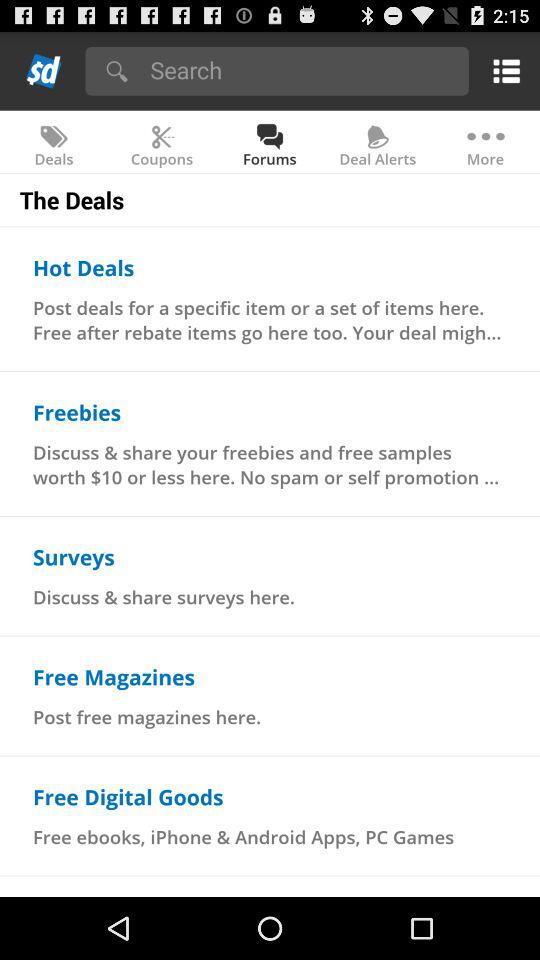 2:15
$d
Search
Deals
Coupons
Forums
Deal Alerts
More
The Deals
Hot Deals
Post deals for a specific item or a set of items here.
Free after rebate items go here too. Your deal migh...
Freebies
Discuss & share your freebies and free samples
worth $10 or less here. No spam or self promotion ...
Surveys
Discuss & share surveys here.
Free Magazines
Post free magazines here.
Free Digital Goods
Free ebooks, iPhone & Android Apps, PC Games